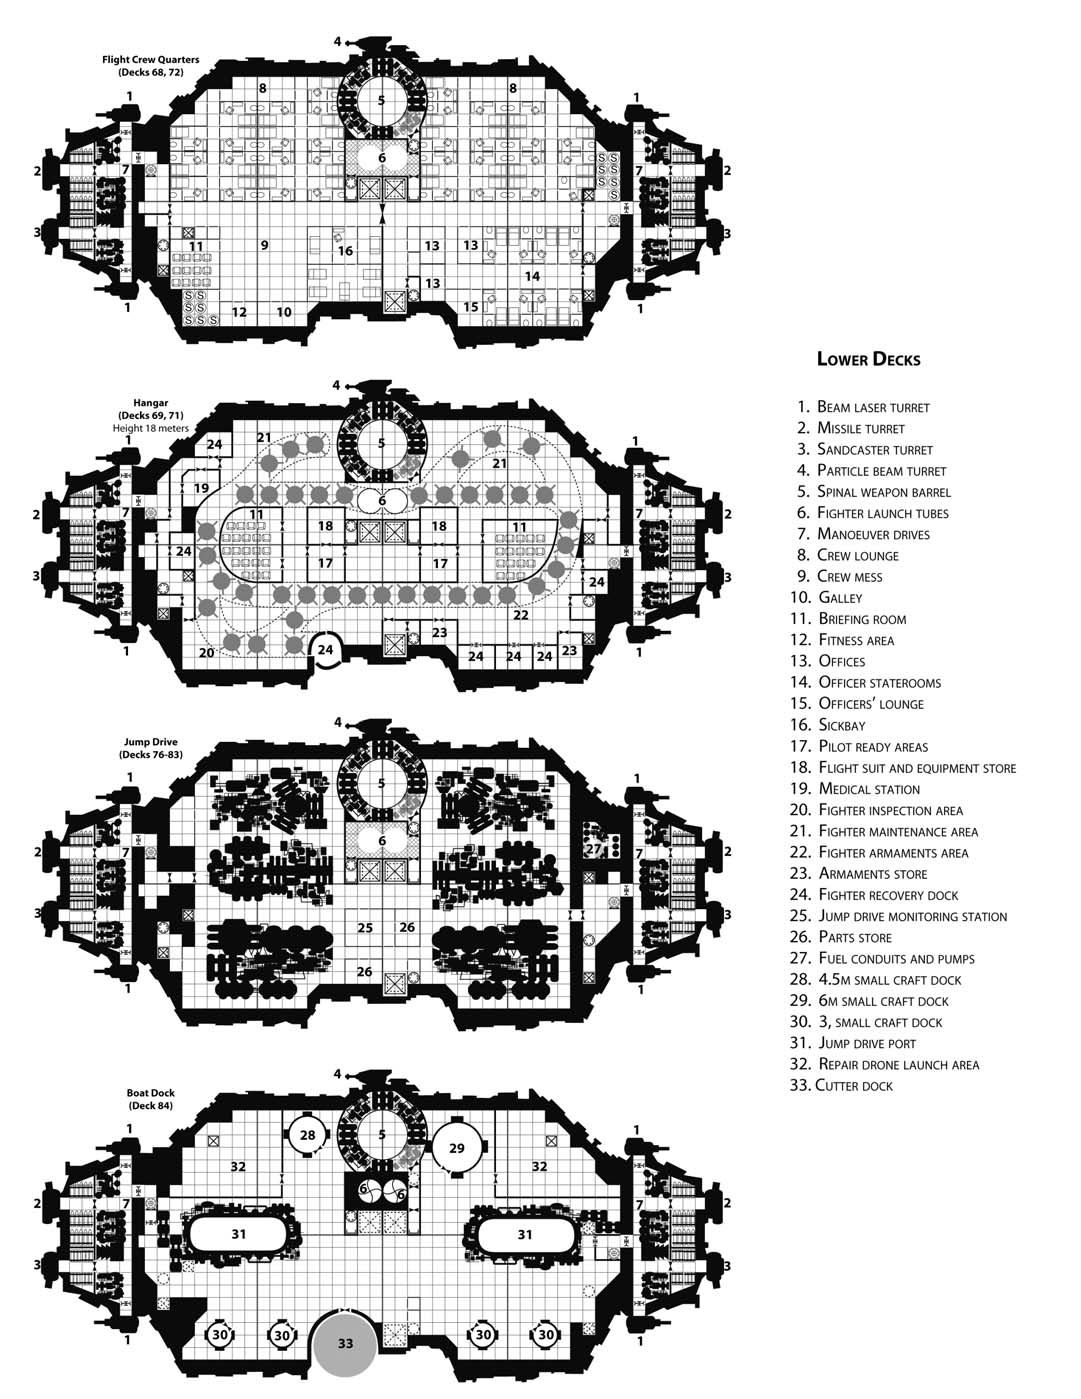 Flight Crew Quarters
(Decks 68, 72)
4
1
8
5
8
1
2
7
6
7
2
3
11
9
16
13
13
13
14
3
12
10
15
1
1
Hangar
(Decks 69, 71)
Height 18 meters
4
1
24
21
5
21
1
2
7
19
6
7
2
11
18
18
11
24
17
17
3
24
3
22
23
20
24
24
24
24
23
1
1
Jump Drive
(Decks 76-83)
4
1
5
1
2
7
6
27
7
2
3
25
26
3
26
1
1
Boat Dock
(Deck 84)
4
1
28
5
29
1
32
32
2
7
6
6
7
2
31
31
3
3
30
30
33
30
30
1
1
Lower Decks
1. Beam laser turret
2. Missile turret
3. Sandcaster turret
4. Particle beam turret
5. Spinal weapon barrel
6. Fighter launch tubes
7. Manoeuver drives
8. Crew lounge
9. Crew mess
10. Galley
11. Briefing room
12. Fitness area
13. Offices
14. Officer staterooms
15. Officers' lounge
16. Sickbay
17. Pilot ready areas
18. Flight suit and equipment store
19. Medical station
20. Fighter inspection area
21. Fighter maintenance area
22. Fighter armaments area
23. Armaments store
24. Fighter recovery dock
25. Jump drive monitoring station
26. Parts store
27. Fuel conduits and pumps
28. 4.5m small craft dock
29. 6m small craft dock
30. 3, small craft dock
31. Jump drive port
32. Repair drone launch area
33. Cutter dock